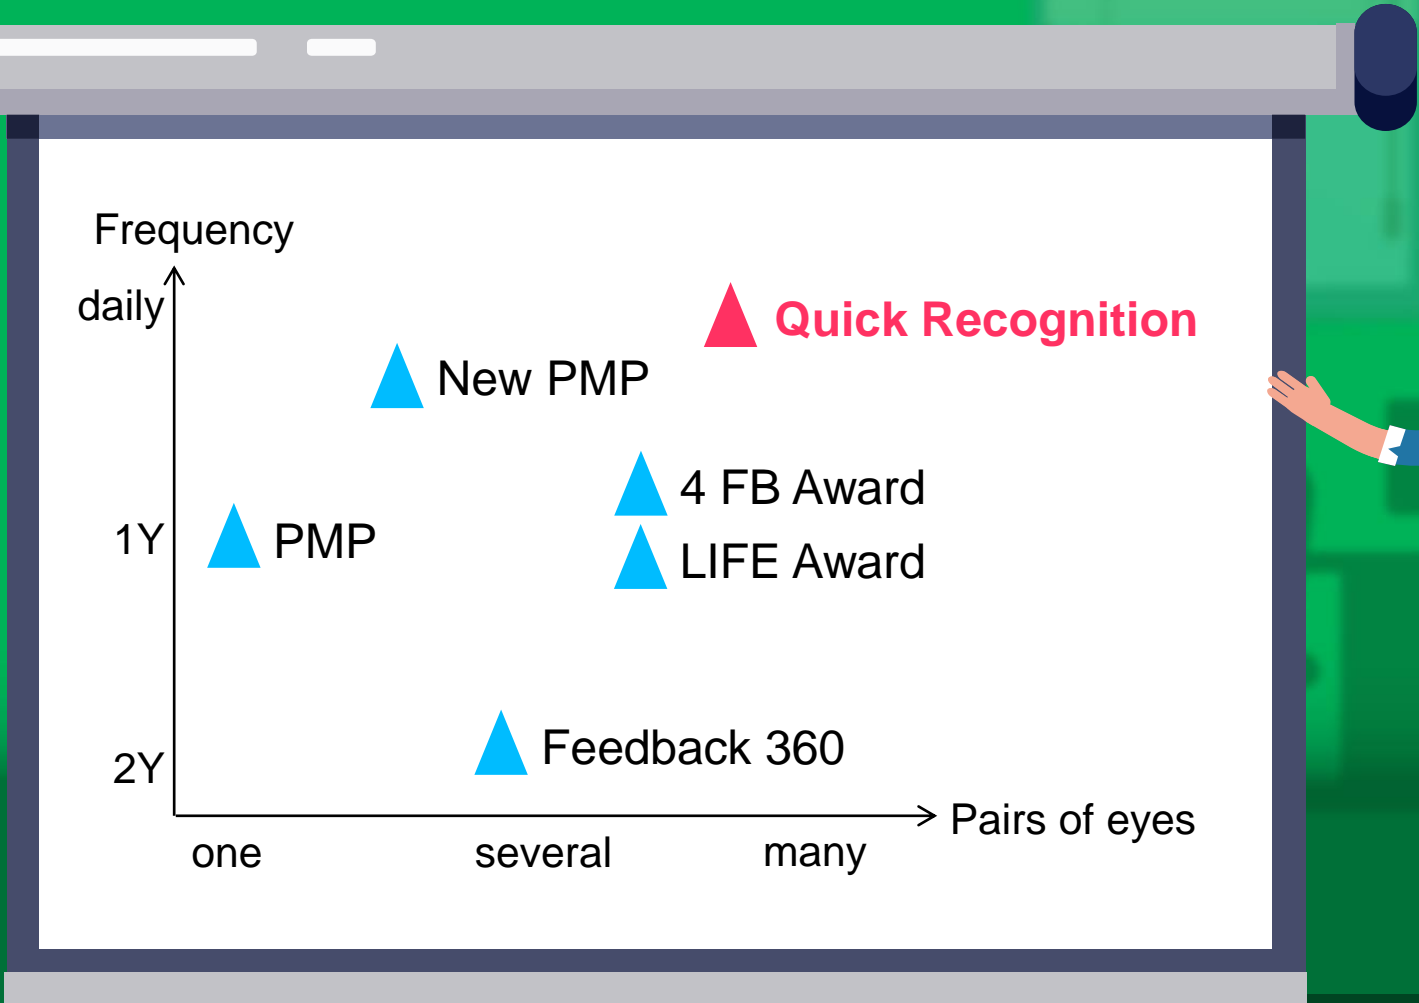 Frequency
daily
Quick Recognition
New PMP
4 FB Award
1Y
PMP
LIFE Award
Feedback 360
2Y
Pairs of eyes
one several many